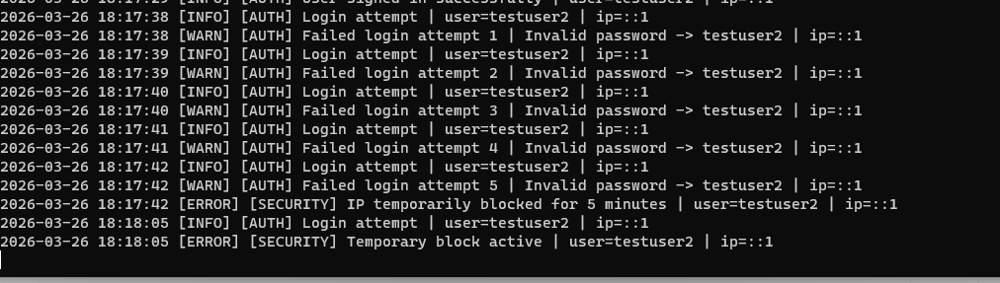 2026-03-26 18:17:29 [INFO] [AUTH] User signed in successfully | user=testuser2 | ip=::1
2026-03-26 18:17:38 [INFO] [AUTH] Login attempt | user=testuser2 | ip=::1
2026-03-26 18:17:38 [WARN] [AUTH] Failed login attempt 1 | Invalid password -> testuser2 | ip=::1
2026-03-26 18:17:39 [INFO] [AUTH] Login attempt | user=testuser2 | ip=::1
2026-03-26 18:17:39 [WARN] [AUTH] Failed login attempt 2 | Invalid password -> testuser2 | ip=::1
2026-03-26 18:17:40 [INFO] [AUTH] Login attempt | user=testuser2 | ip=::1
2026-03-26 18:17:40 [WARN] [AUTH] Failed login attempt 3 | Invalid password -> testuser2 | ip=::1
2026-03-26 18:17:41 [INFO] [AUTH] Login attempt | user=testuser2 | ip=::1
2026-03-26 18:17:41 [WARN] [AUTH] Failed login attempt 4 | Invalid password -> testuser2 | ip=::1
2026-03-26 18:17:42 [INFO] [AUTH] Login attempt | user=testuser2 | ip=::1
2026-03-26 18:17:42 [WARN] [AUTH] Failed login attempt 5 | Invalid password -> testuser2 | ip=::1
2026-03-26 18:17:42 [ERROR] [SECURITY] IP temporarily blocked for 5 minutes | user=testuser2 | ip=::1
2026-03-26 18:18:05 [INFO] [AUTH] Login attempt | user=testuser2 | ip=::1
2026-03-26 18:18:05 [ERROR] [SECURITY] Temporary block active | user=testuser2 | ip=::1